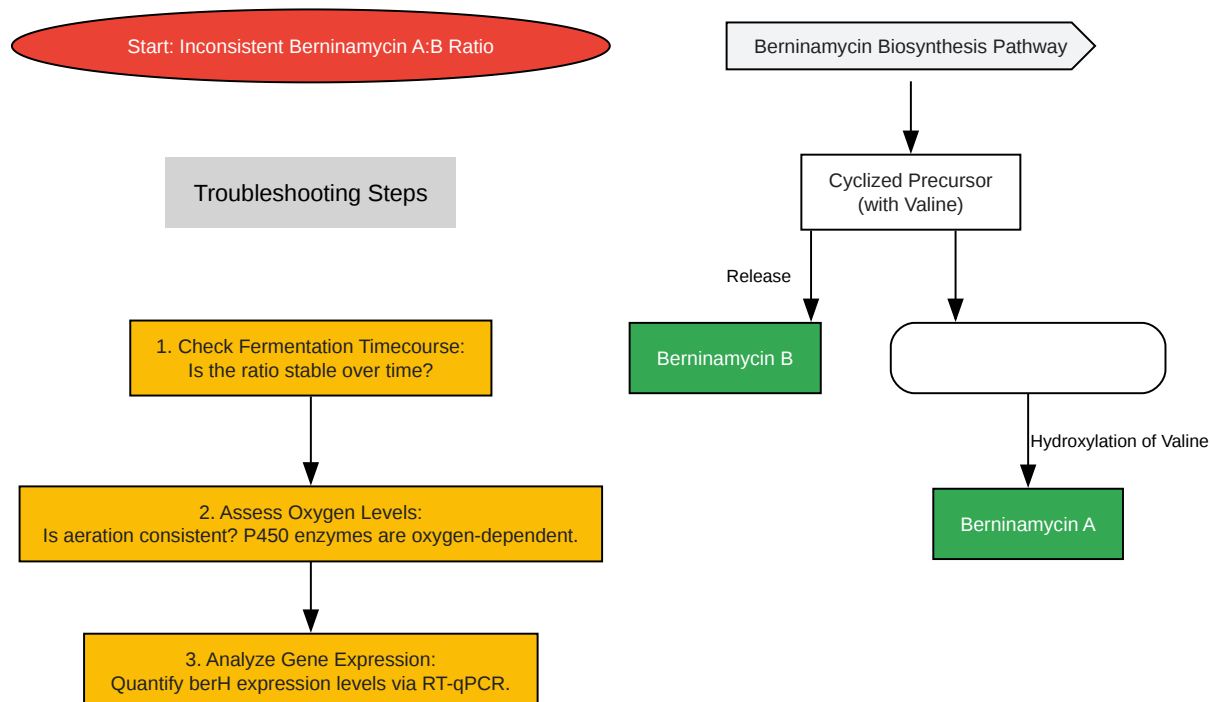 Start: Inconsistent Berninamycin A:B Ratio
Troubleshooting Steps
1. Check Fermentation Timecourse:
Is the ratio stable over time?
2. Assess Oxygen Levels:
Is aeration consistent? P450 enzymes are oxygen-dependent.
3. Analyze Gene Expression:
Quantify berH expression levels via RT-qPCR.
Berninamycin Biosynthesis Pathway
Cyclized Precursor
(with Valine)
Release
Berninamycin B
Hydroxylation of Valine
Berninamycin A